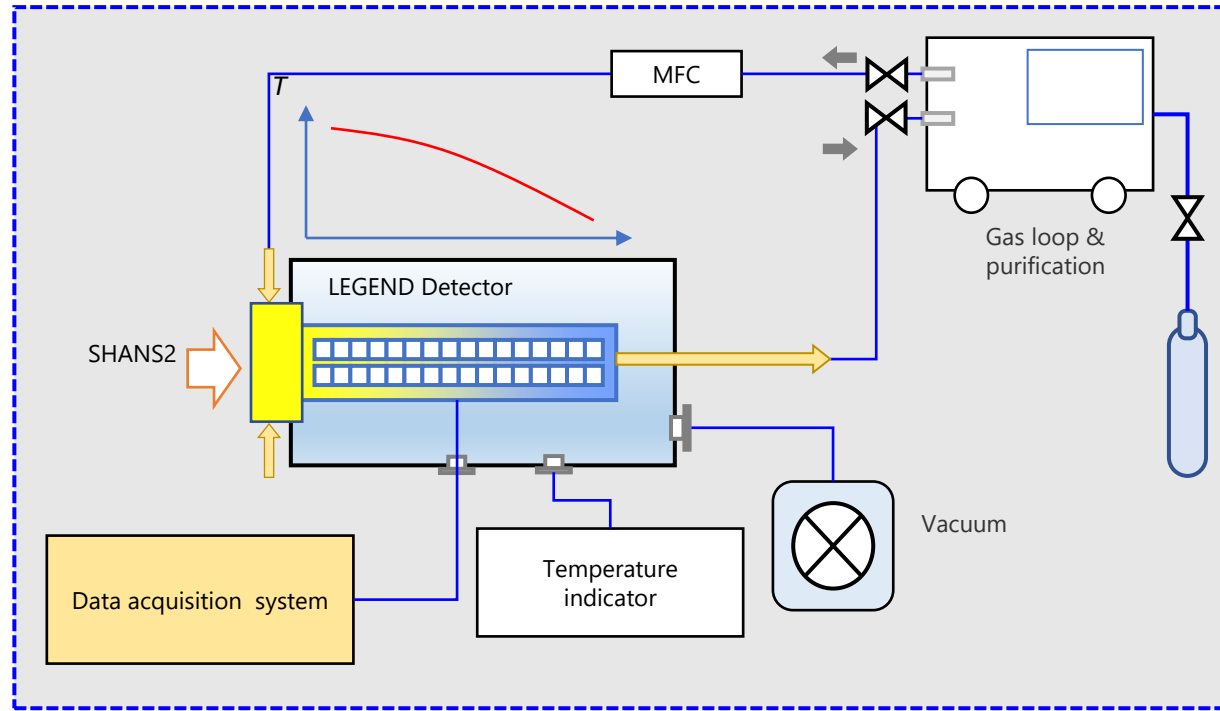 MFC
T
Gas loop &
purification
LEGEND Detector
SHANS2
Vacuum
Temperature
indicator
Data acquisition  system